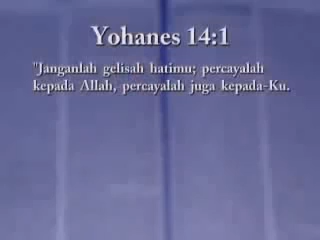 Yohanes 14:1
"Janganlah gelisah hatimu; percayalah
kepada Allah, percayalah juga kepada-Ku.